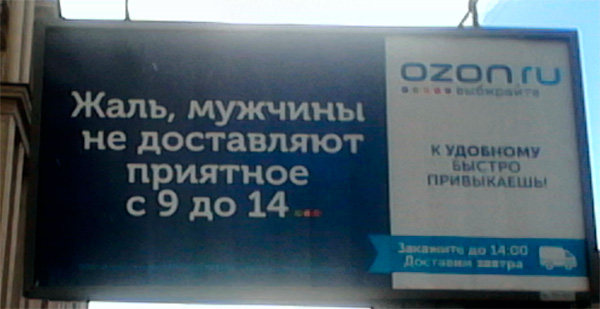 Жаль, мужчины
не доставляют
приятное
с 9 до 14
ozon.ru
выбирайте
К УДОБНОМУ
БЫСТРО
ПРИВЫКАЕШЬ!
Закажите до 14:00
Доставим завтра